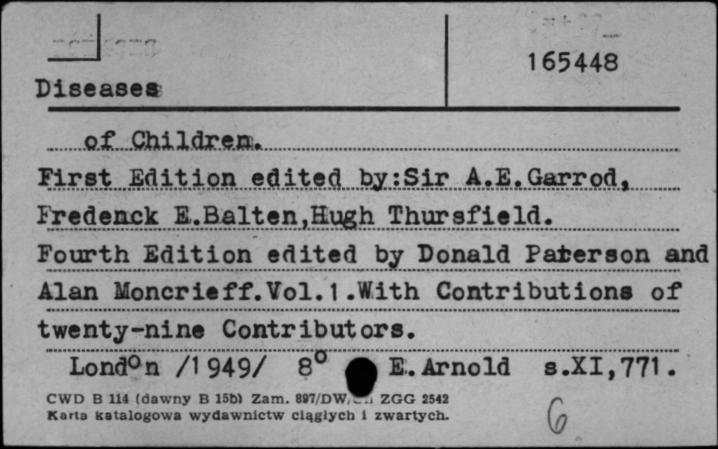 165448
Diseases
of Children.
First Edition edited by:Sir A.E.Garrod,
Fredenck E.Balten,Hugh Thursfield.
Fourth Edition edited by Donald Paterson and
Alan Moncrieff.Vol.1.With Contributions of
twenty-nine Contributors.
London /1949/ 8° E.Arnold s.XI,771.
CWD B 114 (dawny B 15b) Zam. 897/DW, ZGG 2542
Karta katalogowa wydawnictw ciągłych i zwartych.
6